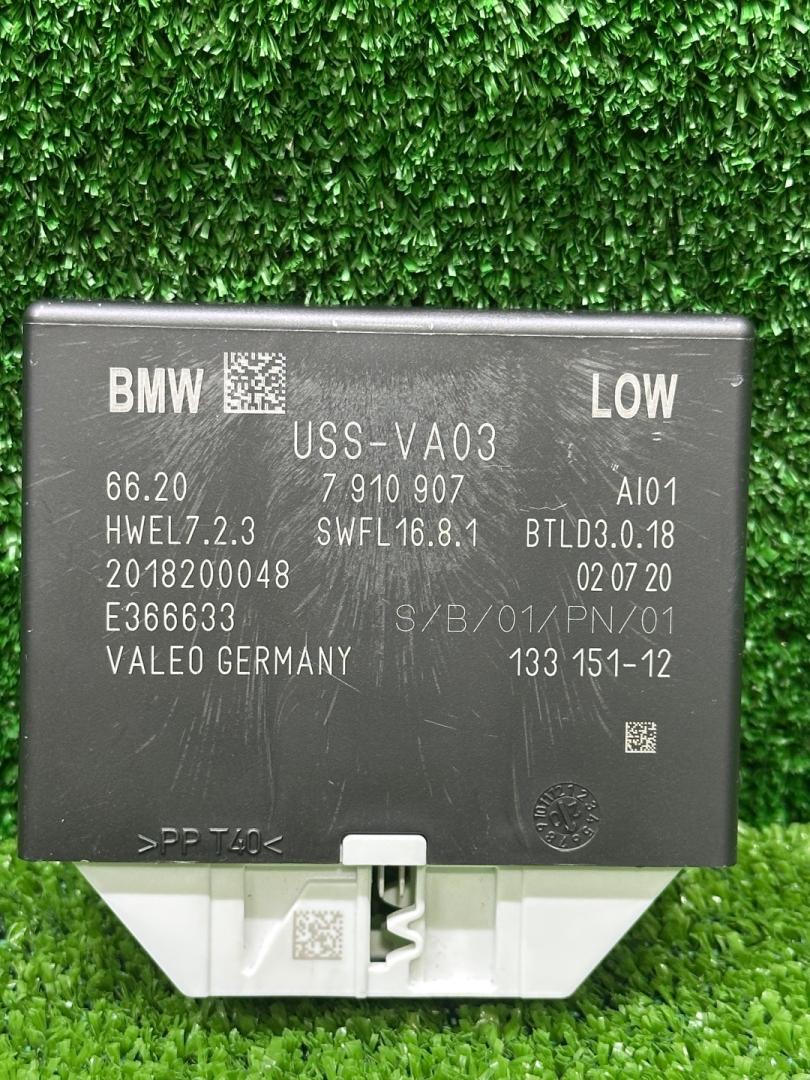 BMW LOW
USS-VA03
66.20 7 910 907 AI01
HWEL7.2.3 SWFL16.8.1 BTLD3.0.18
2018200048 02 07 20
E366633 S/B/01/PN/01
VALEO GERMANY 133 151-12
>PP T40<